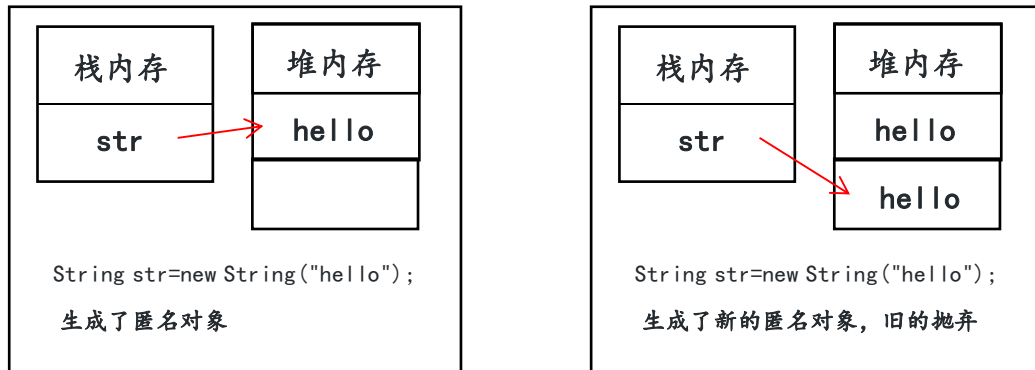 栈内存
堆内存
str
hello
String str=new String("hello");
生成了匿名对象
栈内存
堆内存
str
hello
hello
String str=new String("hello");
生成了新的匿名对象，旧的抛弃